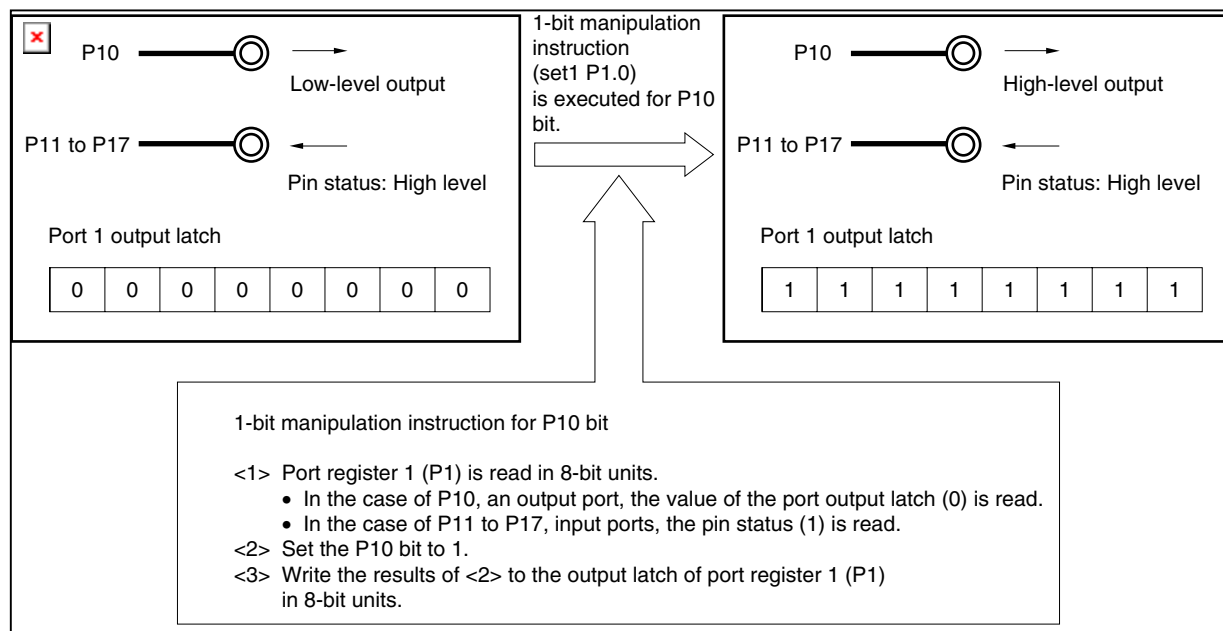 P10
Low-level output
P11 to P17
Pin status: High level
Port 1 output latch
0 0 0 0 0 0 0 0
1-bit manipulation
instruction
(set1 P1.0)
is executed for P10
bit.
P10
High-level output
P11 to P17
Pin status: High level
Port 1 output latch
1 1 1 1 1 1 1 1
1-bit manipulation instruction for P10 bit
<1> Port register 1 (P1) is read in 8-bit units.
• In the case of P10, an output port, the value of the port output latch (0) is read.
• In the case of P11 to P17, input ports, the pin status (1) is read.
<2> Set the P10 bit to 1.
<3> Write the results of <2> to the output latch of port register 1 (P1)
in 8-bit units.